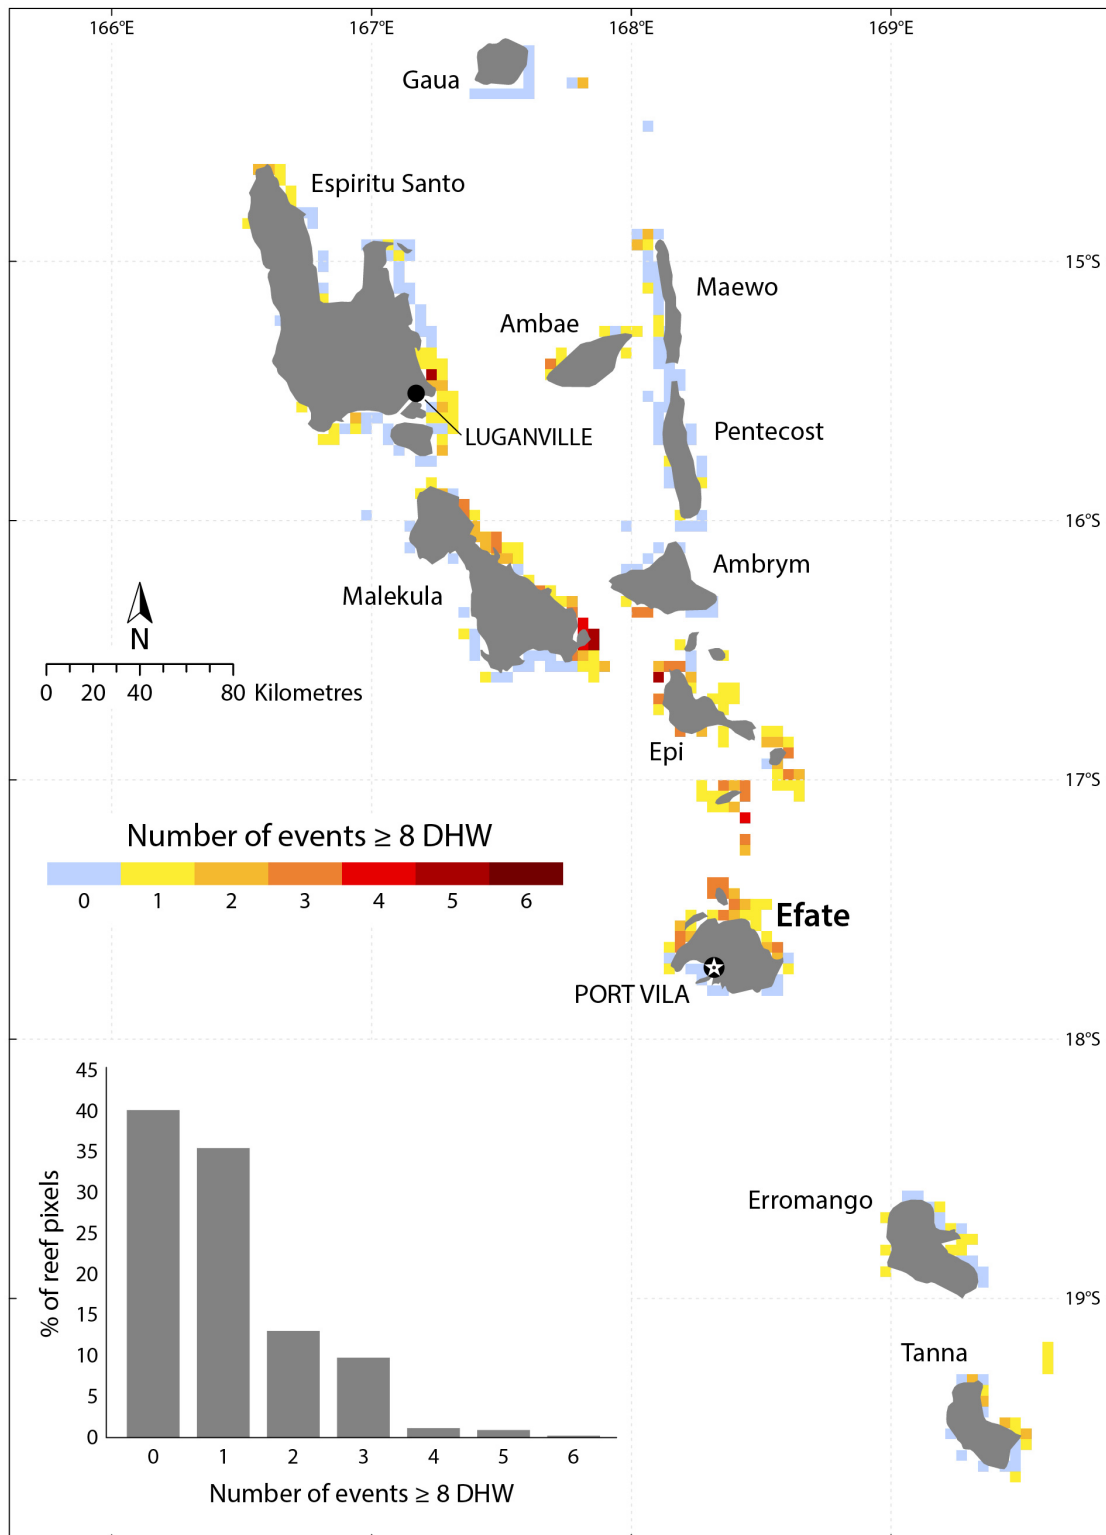 166°E 167°E 168°E 169°E
Gaua
Espiritu Santo
15°S
Maewo
Ambae
Pentecost
LUGANVILLE
16°S
Ambrym
Malekula
N
0 20 40 80 Kilometres
Epi
17°S
Number of events ≥ 8 DHW
0 1 2 3 4 5 6
Efate
PORT VILA
18°S
45
40
35
30
25
20
15
10
5
0
% of reef pixels
0 1 2 3 4 5 6
Number of events ≥ 8 DHW
Erromango
19°S
Tanna